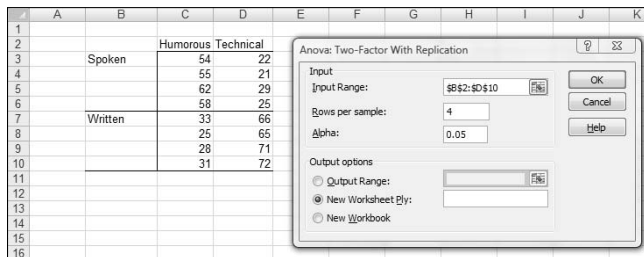 A B C D E F G H I J K
1
2 Humorous Technical
3 Spoken 54 22
4 55 21
5 62 29
6 58 25
7 Written 33 66
8 25 65
9 28 71
10 31 72
11
12
13
14
15
16
Anova: Two-Factor With Replication
Input
Input Range: $B$2:$D$10
Rows per sample: 4
Alpha: 0.05
OK
Cancel
Help
Output options
Output Range:
New Worksheet Ply:
New Workbook